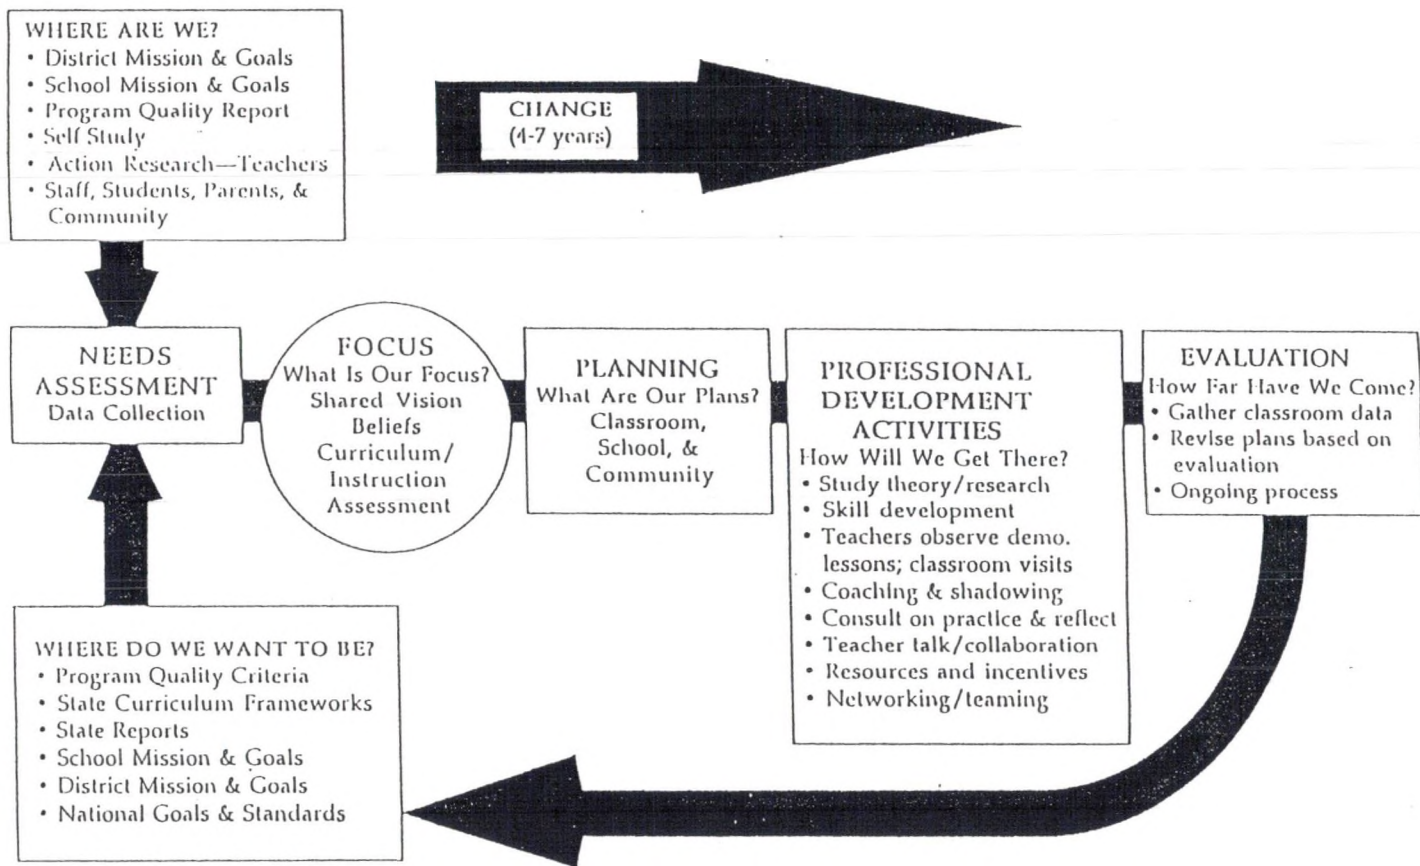 WHERE ARE WE?
• District Mission & Goals
• School Mission & Goals
• Program Quality Report
• Self Study
• Action Research—Teachers
• Staff, Students, Parents, &
Community
CHANGE
(4-7 years)
NEEDS
ASSESSMENT
Data Collection
FOCUS
What Is Our Focus?
Shared Vision
Beliefs
Curriculum/
Instruction
Assessment
PLANNING
What Are Our Plans?
Classroom,
School, &
Community
PROFESSIONAL
DEVELOPMENT
ACTIVITIES
How Will We Get There?
• Study theory/research
• Skill development
• Teachers observe demo.
lessons; classroom visits
• Coaching & shadowing
• Consult on practice & reflect
• Teacher talk/collaboration
• Resources and incentives
• Networking/teaming
EVALUATION
How Far Have We Come?
• Gather classroom data
• Revise plans based on
evaluation
• Ongoing process
WHERE DO WE WANT TO BE?
• Program Quality Criteria
• State Curriculum Frameworks
• State Reports
• School Mission & Goals
• District Mission & Goals
• National Goals & Standards